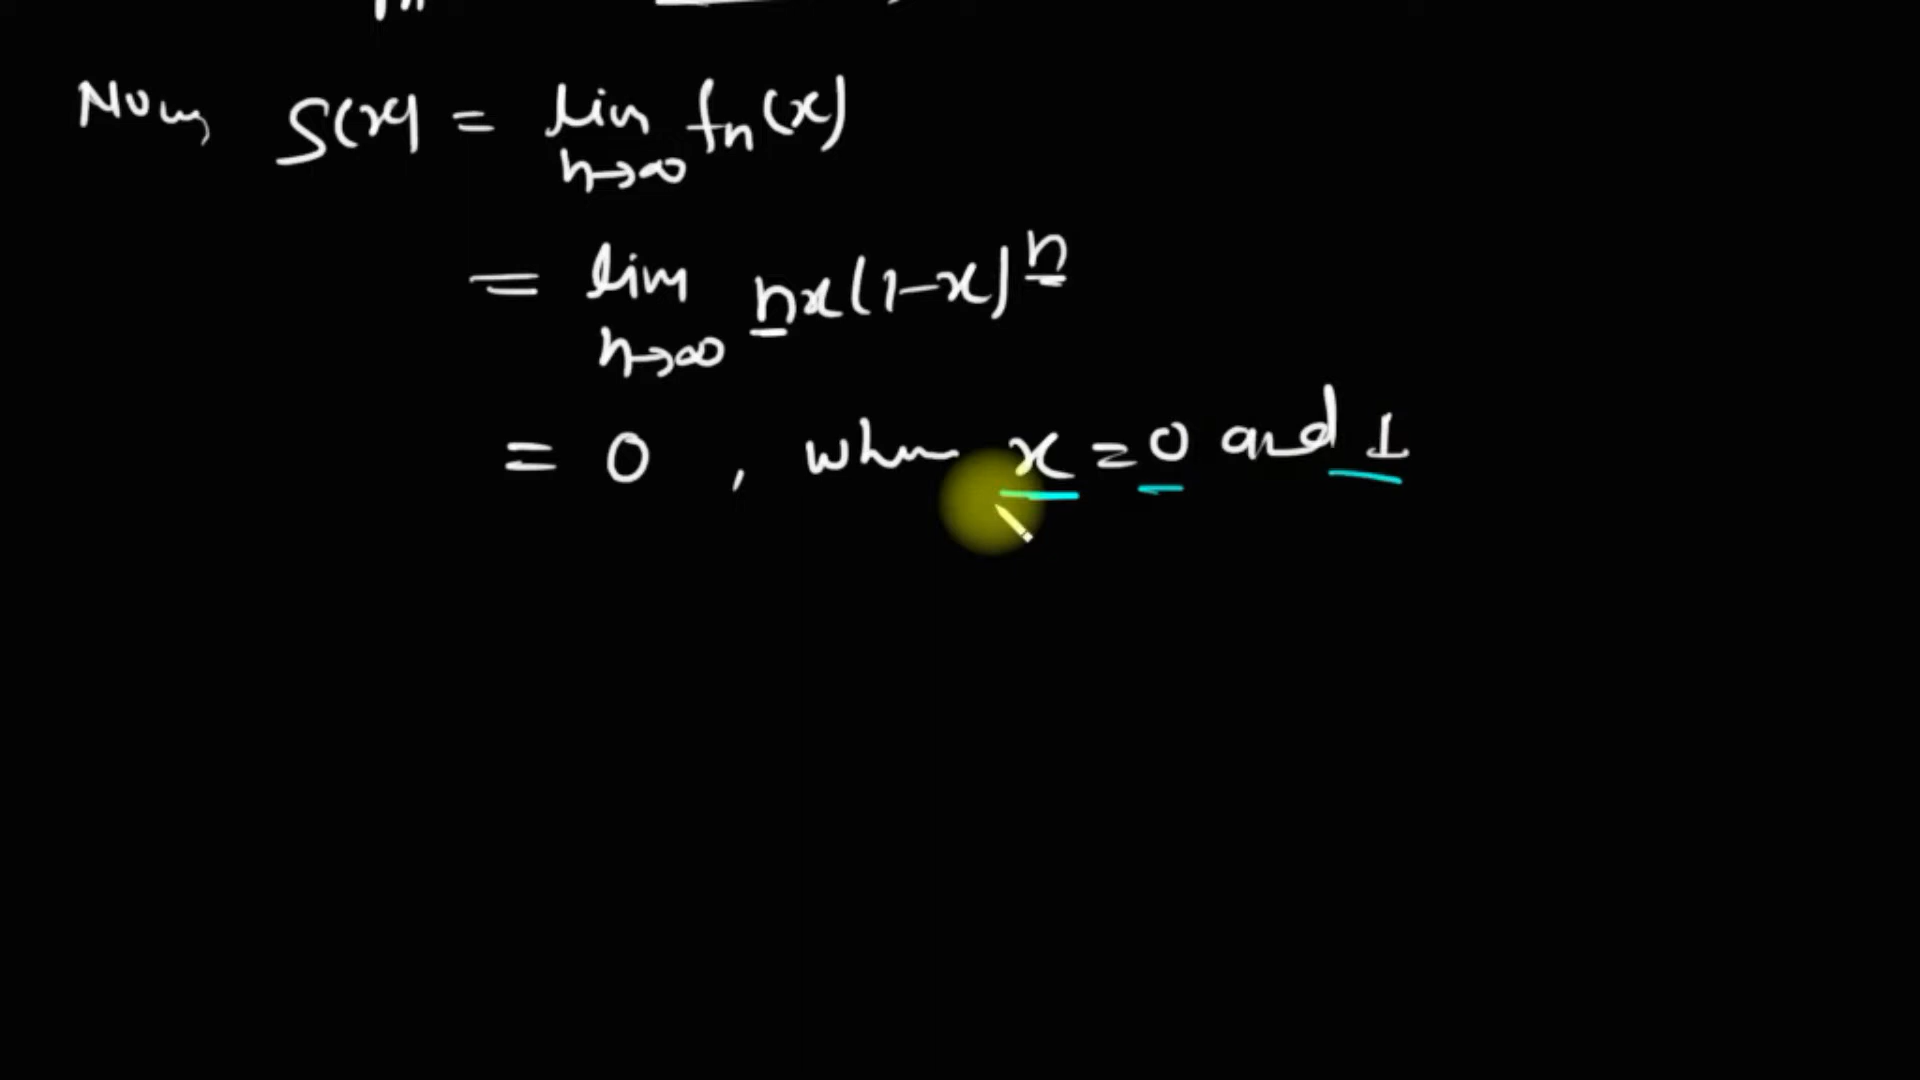 Now, S(x) = lim fn(x)
n→∞
= lim nx(1-x)^n
n→∞
= 0 , when x = 0 and 1